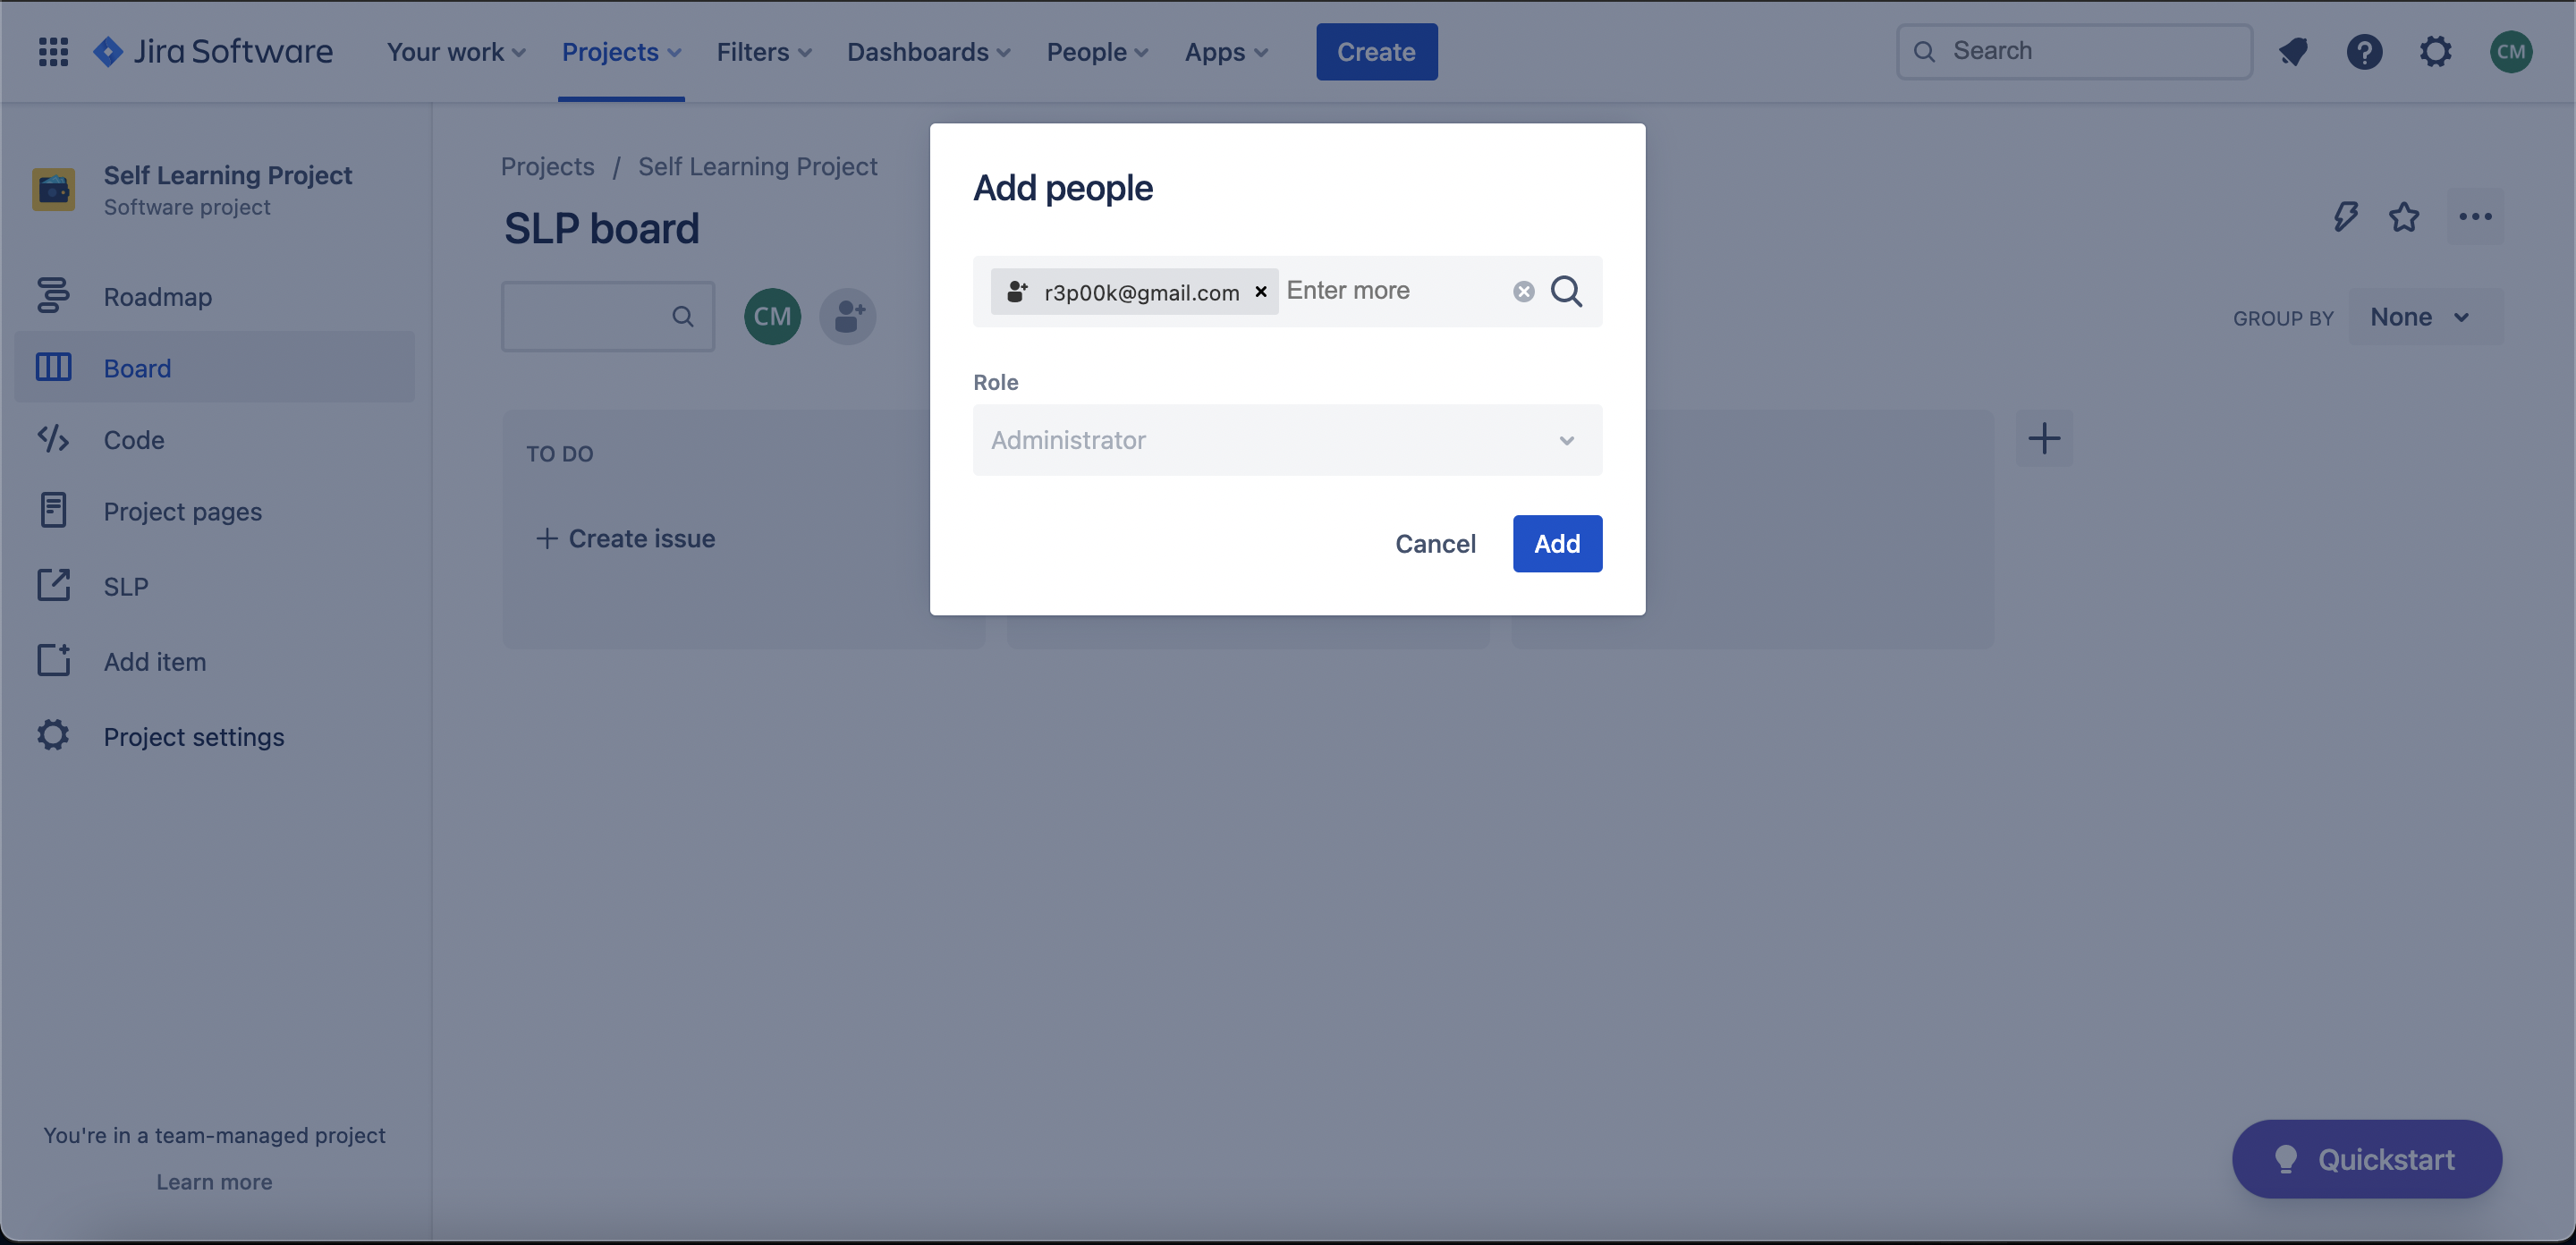 Jira Software
Your work
Projects
Filters
Dashboards
People
Apps
Create
Search
CM
Self Learning Project
Software project
Roadmap
Board
Code
Project pages
SLP
Add item
Project settings
You're in a team-managed project
Learn more
Projects / Self Learning Project
SLP board
CM
GROUP BY None
TO DO
+ Create issue
Add people
r3p00k@gmail.com × Enter more
Role
Administrator
Cancel
Add
Quickstart